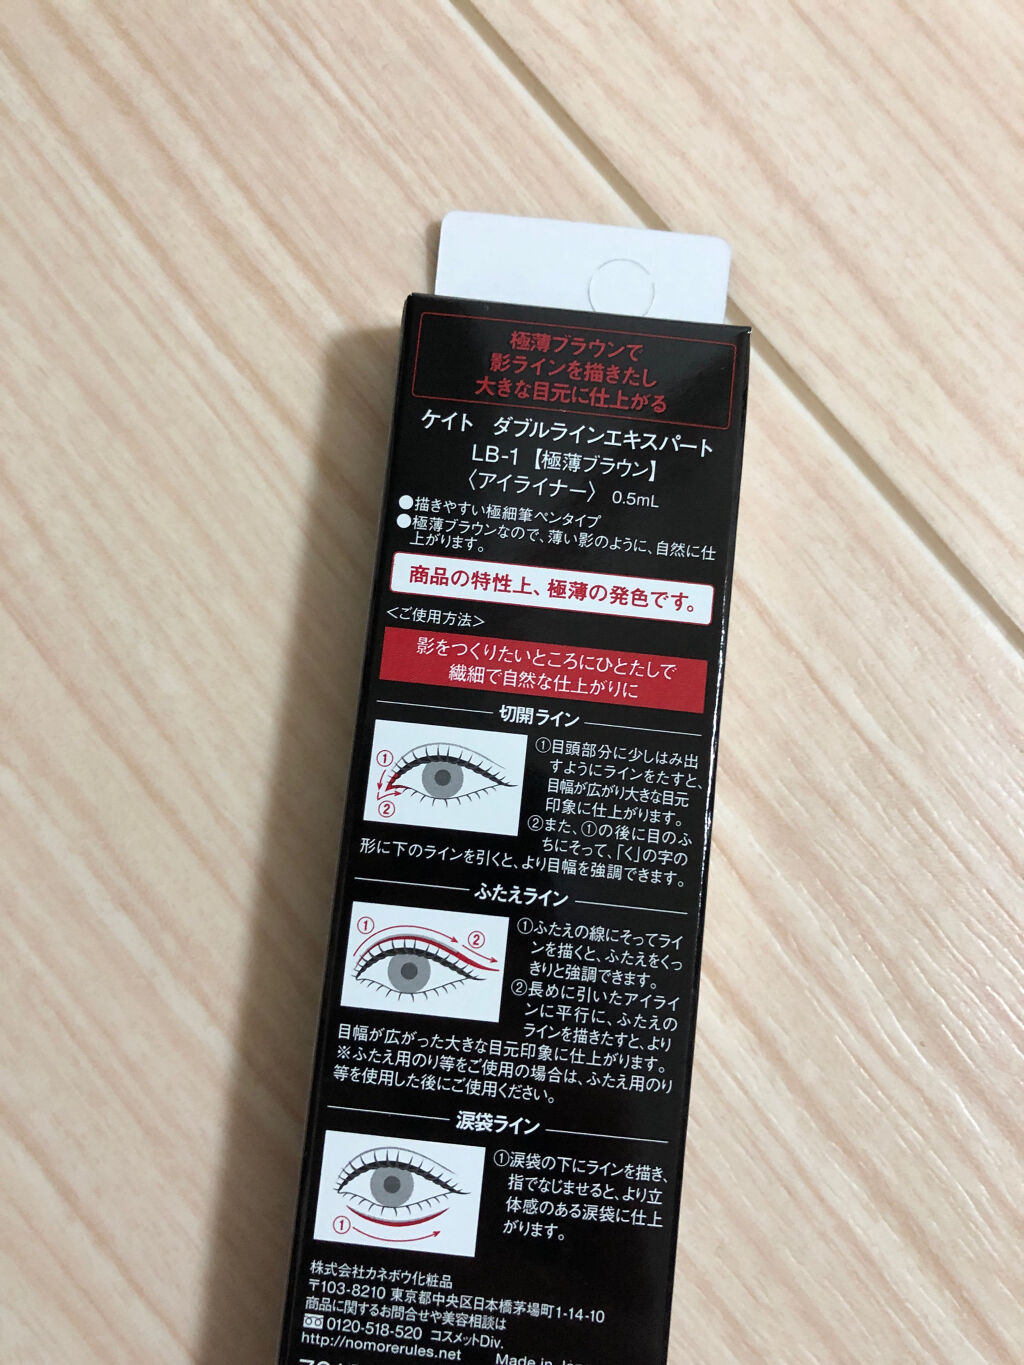 極薄ブラウンで
影ラインを描きたし
大きな目元に仕上がる
ケイト　ダブルラインエキスパート
LB-1【極薄ブラウン】
〈アイライナー〉 0.5mL
●描きやすい極細筆ペンタイプ
●極薄ブラウンなので、薄い影のように、自然に仕
上がります。
商品の特性上、極薄の発色です。
＜ご使用方法＞
影をつくりたいところにひとたしで
繊細で自然な仕上がりに
切開ライン
①
②
①目頭部分に少しはみ出
すようにラインをたすと、
目幅が広がり大きな目元
印象に仕上がります。
②また、①の後に目のふ
ちにそって、「く」の字の
形に下のラインを引くと、より目幅を強調できます。
ふたえライン
①
②
①ふたえの線にそってライ
ンを描くと、ふたえをくっ
きりと強調できます。
②長めに引いたアイライ
ンに平行に、ふたえの
ラインを描きたすと、より
目幅が広がった大きな目元印象に仕上がります。
※ふたえ用のり等をご使用の場合は、ふたえ用のり
等を使用した後にご使用ください。
涙袋ライン
①
①涙袋の下にラインを描き、
指でなじませると、より立
体感のある涙袋に仕上
がります。
株式会社カネボウ化粧品
〒103-8210 東京都中央区日本橋茅場町1-14-10
商品に関するお問合せや美容相談は
0120-518-520 コスメットDiv.
http://nomorerules.net
Made in